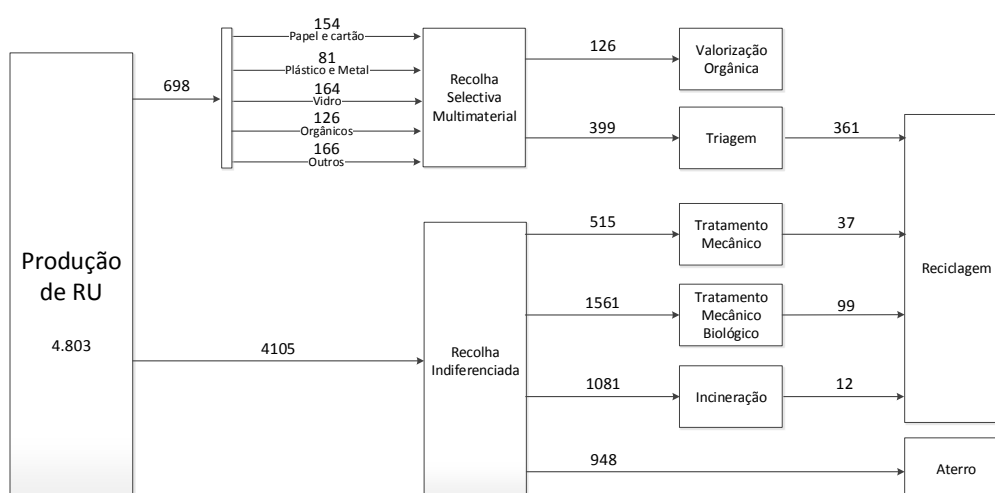 Produção
de RU
4.803
698
4105
154
Papel e cartão
81
Plástico e Metal
164
Vidro
126
Orgânicos
166
Outros
Recolha
Selectiva
Multimaterial
126
Valorização
Orgânica
399
Triagem
361
Recolha
Indiferenciada
515
Tratamento
Mecânico
37
1561
Tratamento
Mecânico
Biológico
99
1081
Incineração
12
Reciclagem
948
Aterro